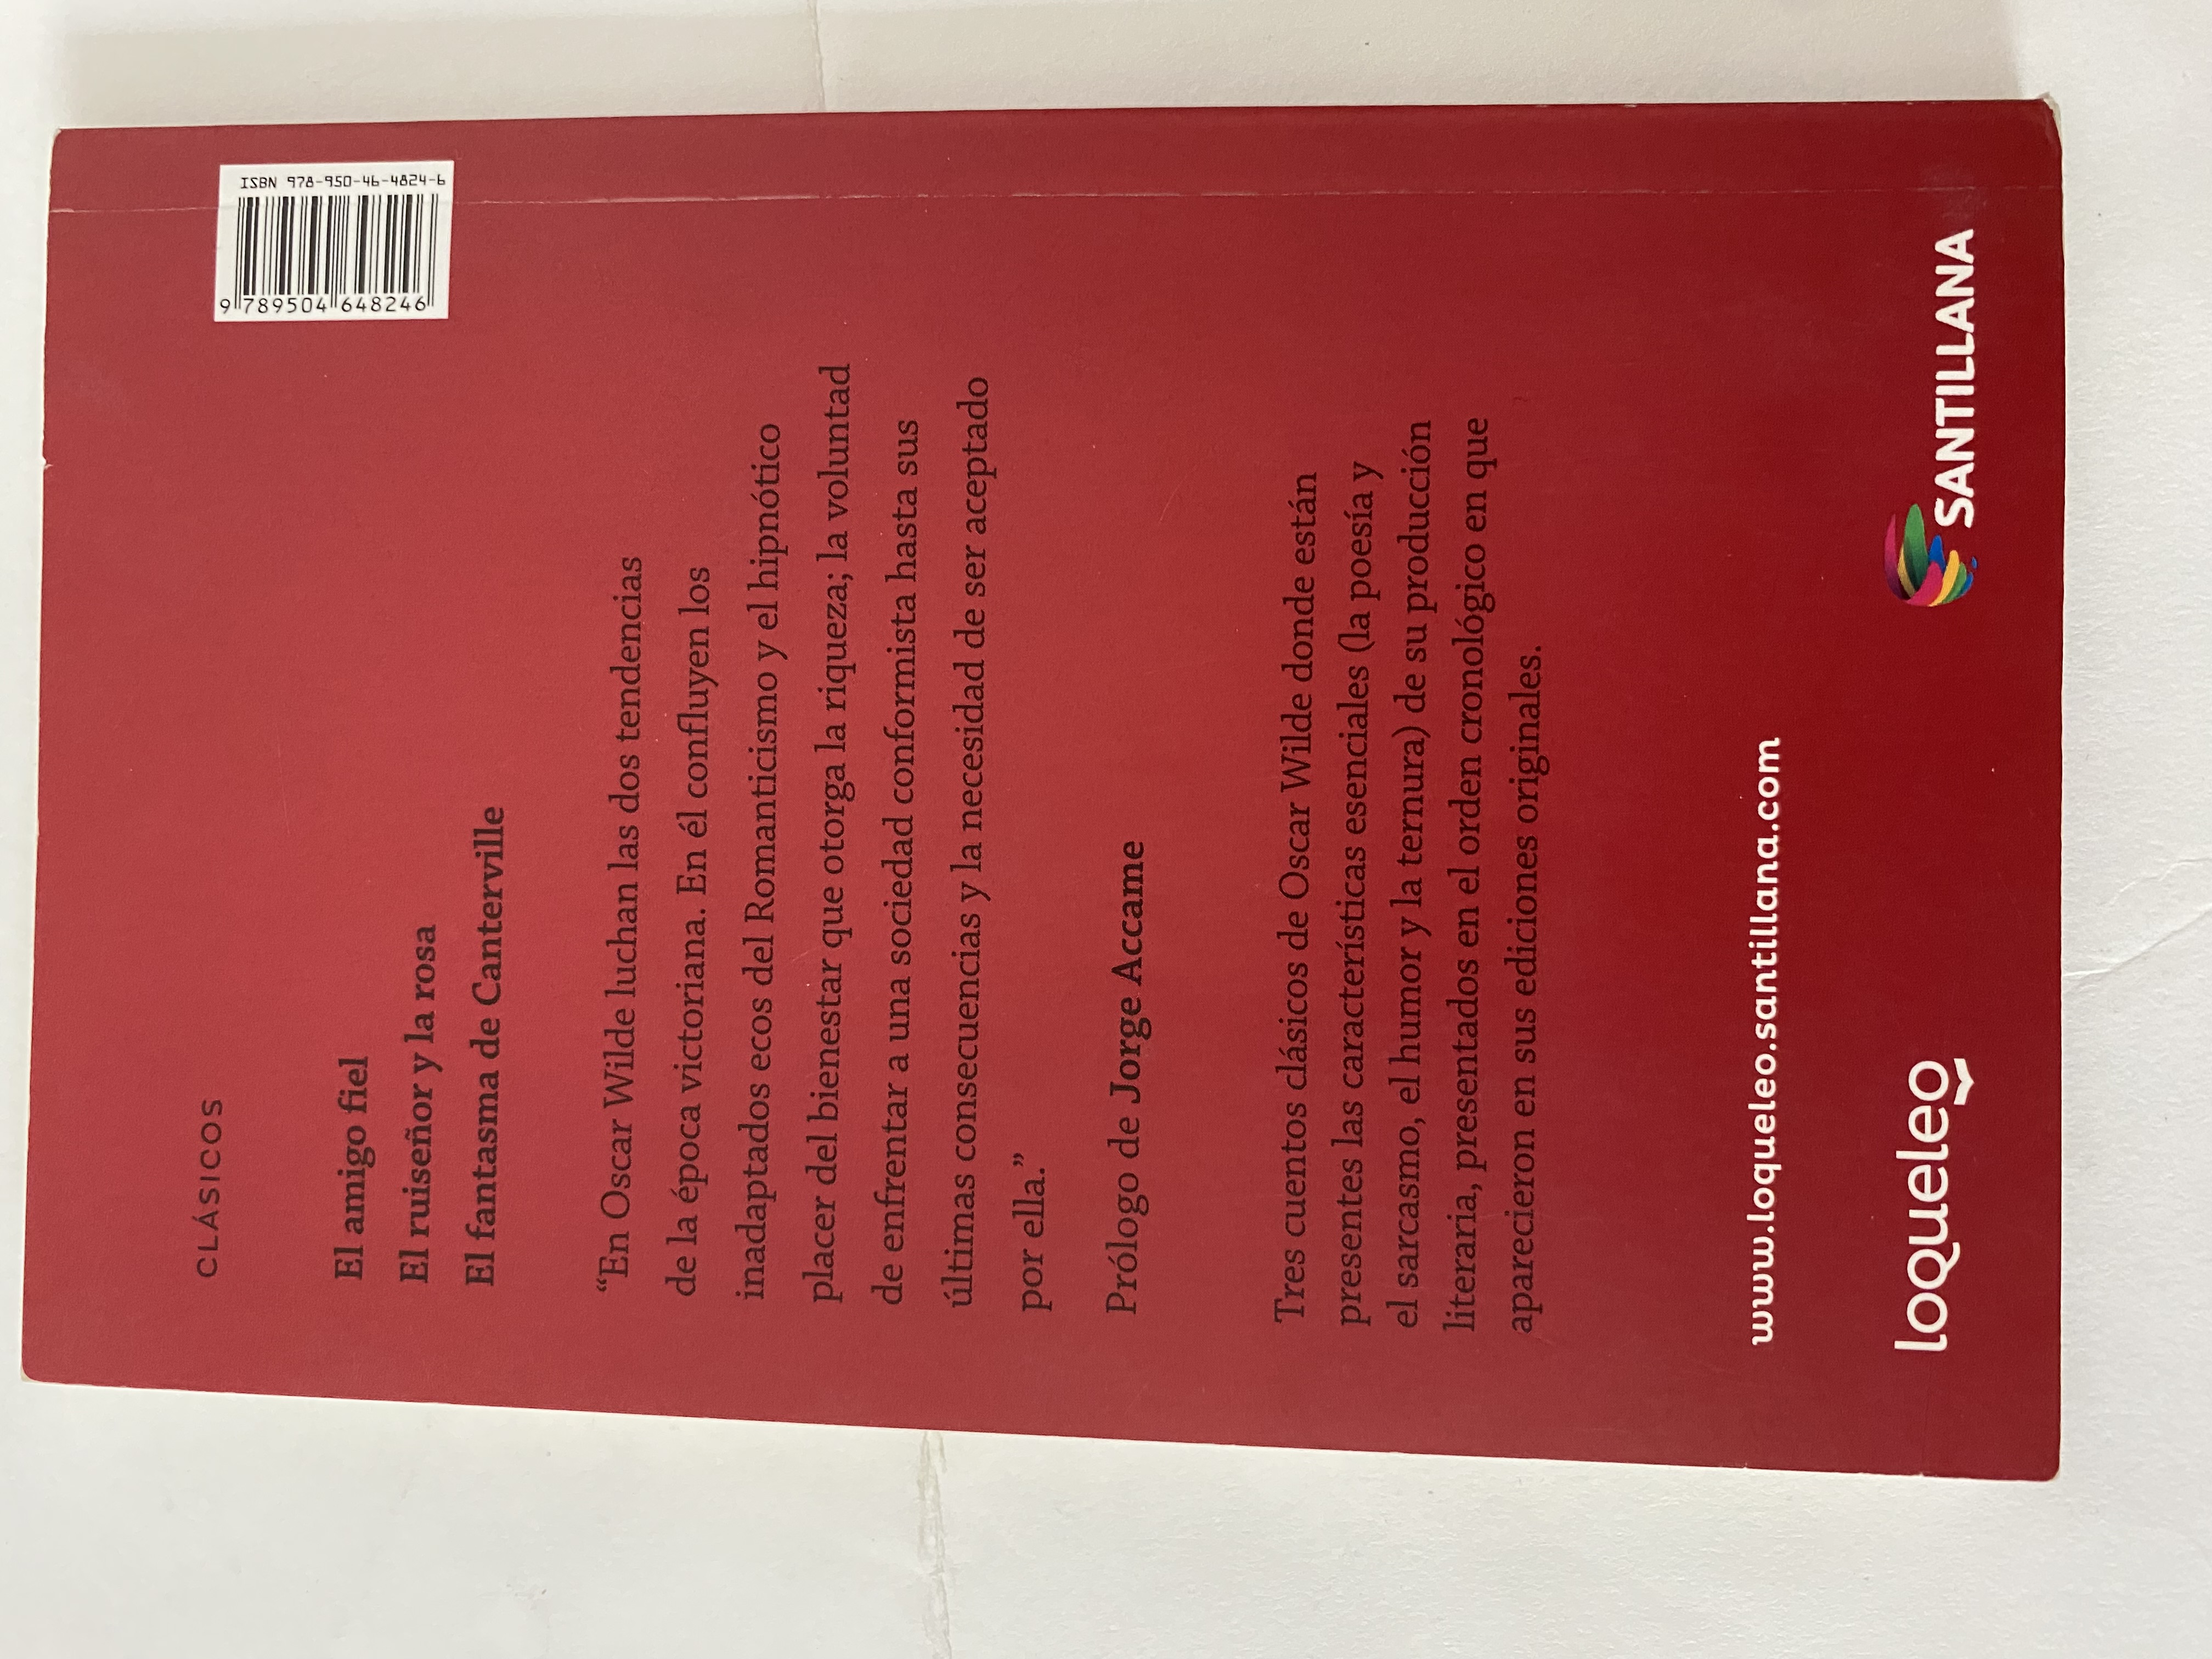 CLÁSICOS
El amigo fiel
El ruiseñor y la rosa
El fantasma de Canterville
“En Oscar Wilde luchan las dos tendencias
de la época victoriana. En él confluyen los
inadaptados ecos del Romanticismo y el hipnótico
placer del bienestar que otorga la riqueza; la voluntad
de enfrentar a una sociedad conformista hasta sus
últimas consecuencias y la necesidad de ser aceptado
por ella.”
Prólogo de Jorge Accame
Tres cuentos clásicos de Oscar Wilde donde están
presentes las características esenciales (la poesía y
el sarcasmo, el humor y la ternura) de su producción
literaria, presentados en el orden cronológico en que
aparecieron en sus ediciones originales.
www.loqueleo.santillana.com
loqueleo
SANTILLANA
ISBN 978-950-46-4824-6
9 789504 648246